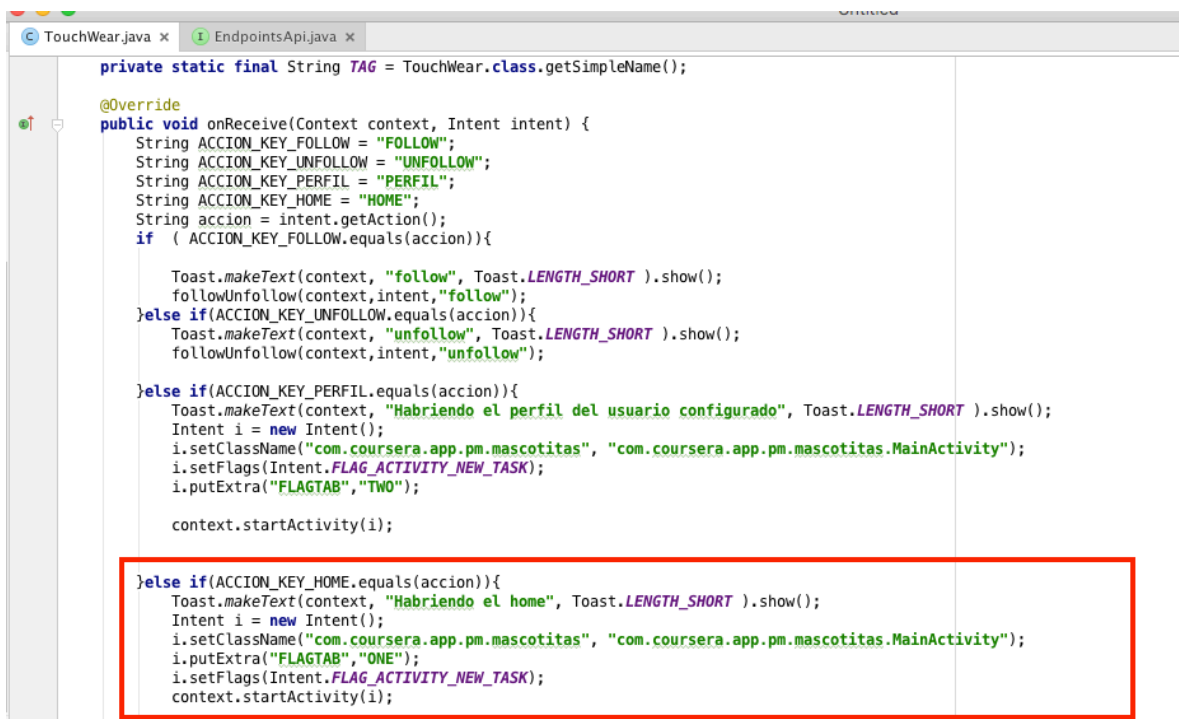 Untitled
TouchWear.java
EndpointsApi.java
private static final String TAG = TouchWear.class.getSimpleName();
@Override
public void onReceive(Context context, Intent intent) {
String ACCION_KEY_FOLLOW = "FOLLOW";
String ACCION_KEY_UNFOLLOW = "UNFOLLOW";
String ACCION_KEY_PERFIL = "PERFIL";
String ACCION_KEY_HOME = "HOME";
String accion = intent.getAction();
if  ( ACCION_KEY_FOLLOW.equals(accion)){
Toast.makeText(context, "follow", Toast.LENGTH_SHORT ).show();
followUnfollow(context,intent,"follow");
}else if(ACCION_KEY_UNFOLLOW.equals(accion)){
Toast.makeText(context, "unfollow", Toast.LENGTH_SHORT ).show();
followUnfollow(context,intent,"unfollow");
}else if(ACCION_KEY_PERFIL.equals(accion)){
Toast.makeText(context, "Habriendo el perfil del usuario configurado", Toast.LENGTH_SHORT ).show();
Intent i = new Intent();
i.setClassName("com.coursera.app.pm.mascotitas", "com.coursera.app.pm.mascotitas.MainActivity");
i.setFlags(Intent.FLAG_ACTIVITY_NEW_TASK);
i.putExtra("FLAGTAB","TWO");
context.startActivity(i);
}else if(ACCION_KEY_HOME.equals(accion)){
Toast.makeText(context, "Habriendo el home", Toast.LENGTH_SHORT ).show();
Intent i = new Intent();
i.setClassName("com.coursera.app.pm.mascotitas", "com.coursera.app.pm.mascotitas.MainActivity");
i.putExtra("FLAGTAB","ONE");
i.setFlags(Intent.FLAG_ACTIVITY_NEW_TASK);
context.startActivity(i);